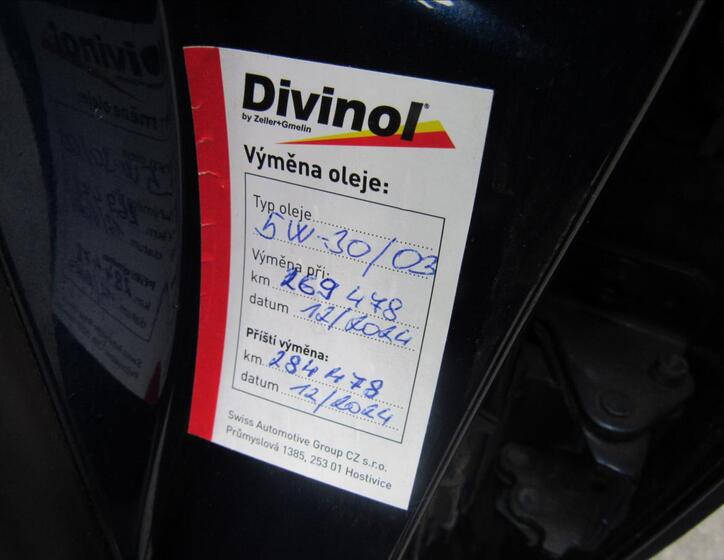 Divinol®
by Zeller+Gmelin
Výměna oleje:
Typ oleje
5W-30/03
Výměna při:
km 269 478
datum 12/2024
Příští výměna:
km 284 478
datum 12/2024
Swiss Automotive Group CZ s.r.o.
Průmyslová 1385, 253 01 Hostivice